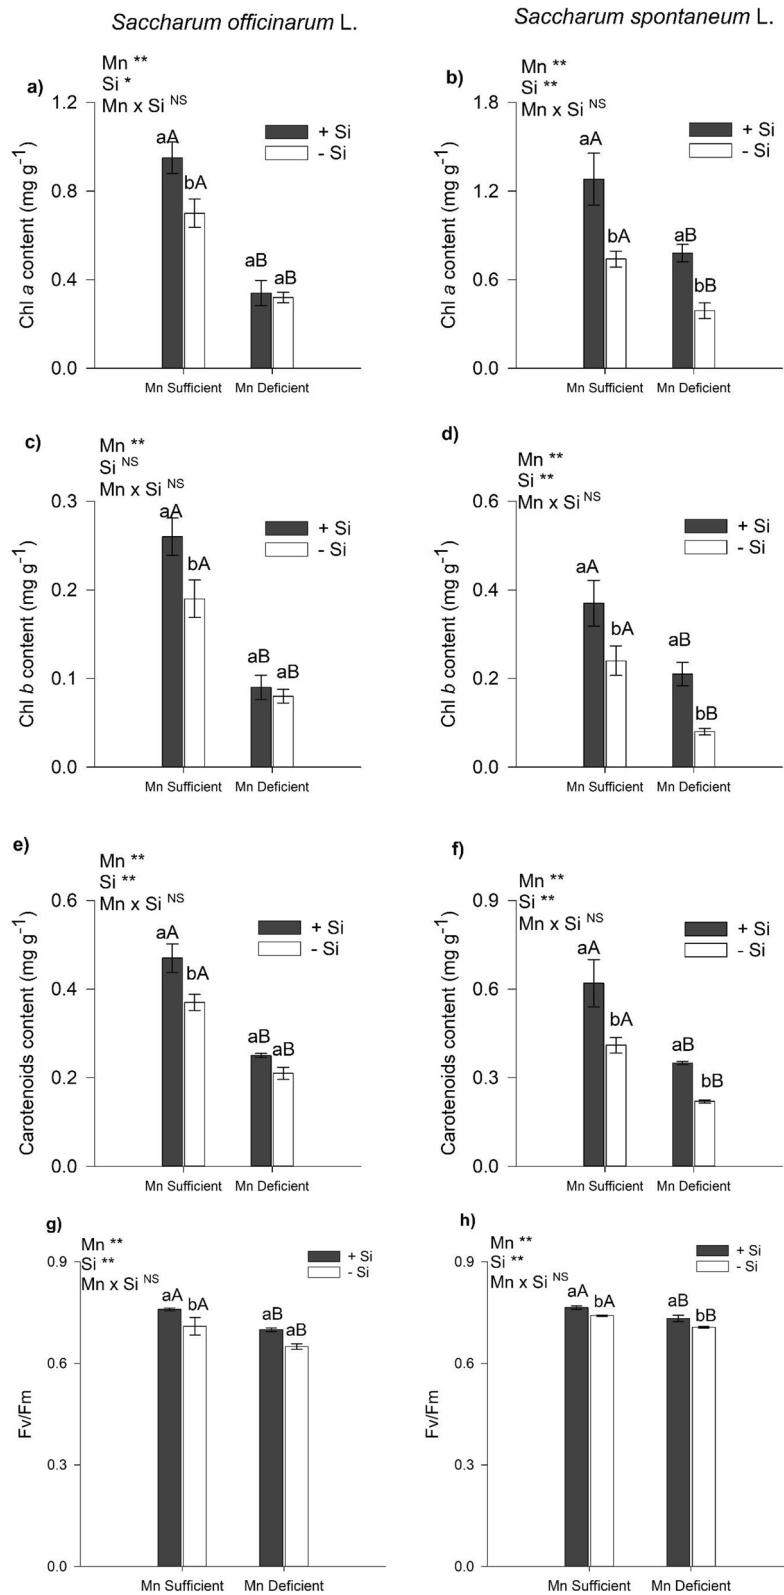 Saccharum officinarum L.
Saccharum spontaneum L.
a)
Mn **
Si *
Mn x Si NS
1.2
0.8
0.4
0.0
Chl a content (mg g⁻¹)
+ Si
- Si
aA
bA
aB
aB
Mn Sufficient
Mn Deficient
b)
Mn **
Si **
Mn x Si NS
1.8
1.2
0.6
0.0
Chl a content (mg g⁻¹)
+ Si
- Si
aA
bA
aB
bB
Mn Sufficient
Mn Deficient
c)
Mn **
Si NS
Mn x Si NS
0.3
0.2
0.1
0.0
Chl b content (mg g⁻¹)
+ Si
- Si
aA
bA
aB
aB
Mn Sufficient
Mn Deficient
d)
Mn **
Si **
Mn x Si NS
0.6
0.4
0.2
0.0
Chl b content (mg g⁻¹)
+ Si
- Si
aA
bA
aB
bB
Mn Sufficient
Mn Deficient
e)
Mn **
Si **
Mn x Si NS
0.6
0.4
0.2
0.0
Carotenoids content (mg g⁻¹)
+ Si
- Si
aA
bA
aB
aB
Mn Sufficient
Mn Deficient
f)
Mn **
Si **
Mn x Si NS
0.9
0.6
0.3
0.0
Carotenoids content (mg g⁻¹)
+ Si
- Si
aA
bA
aB
bB
Mn Sufficient
Mn Deficient
g)
Mn **
Si **
Mn x Si NS
0.9
0.6
0.3
0.0
Fv/Fm
+ Si
- Si
aA
bA
aB
aB
Mn Sufficient
Mn Deficient
h)
Mn **
Si **
Mn x Si NS
0.9
0.6
0.3
0.0
Fv/Fm
+ Si
- Si
aA
bA
aB
bB
Mn Sufficient
Mn Deficient